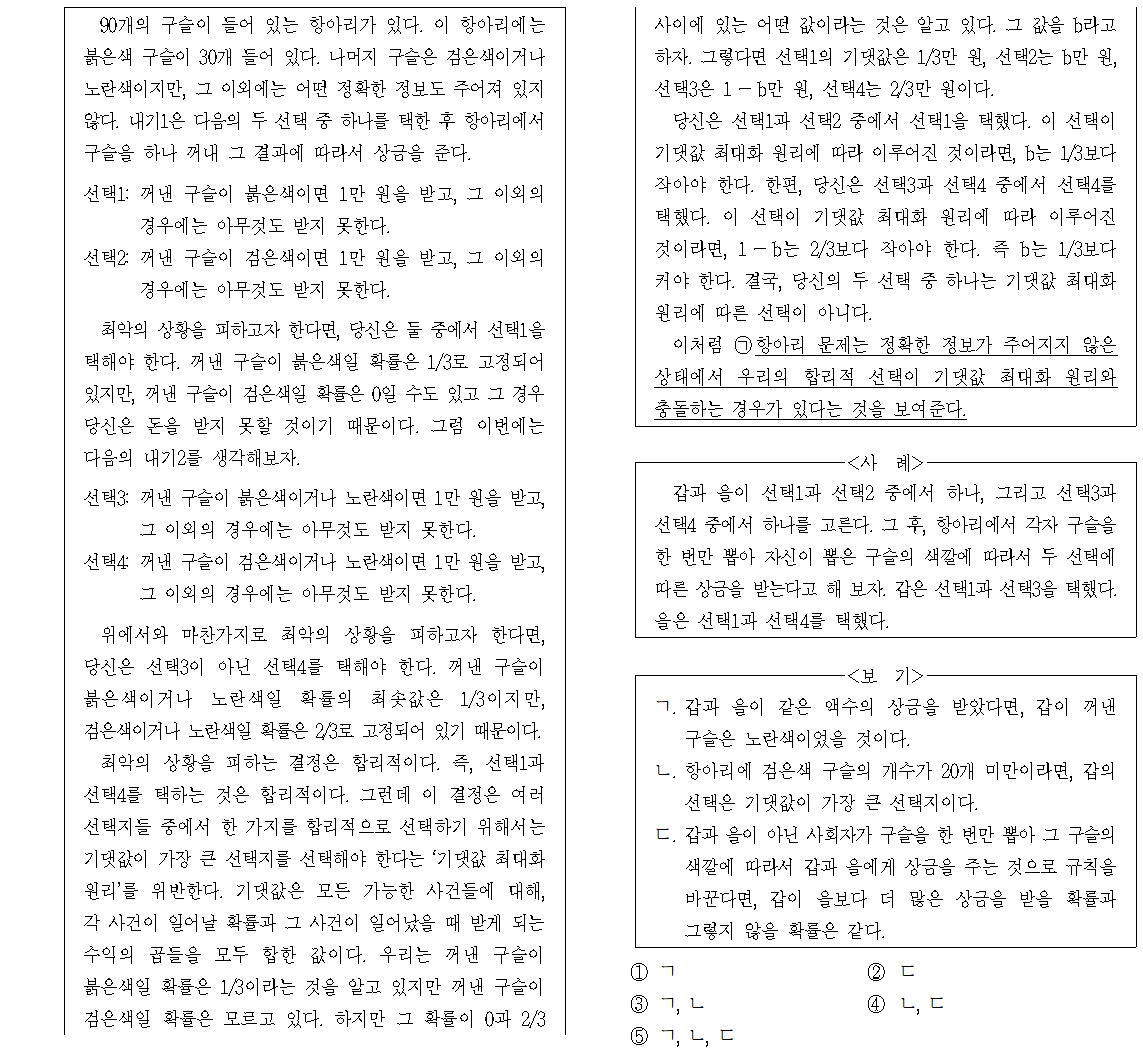 90개의 구슬이 들어 있는 항아리가 있다. 이 항아리에는
붉은색 구슬이 30개 들어 있다. 나머지 구슬은 검은색이거나
노란색이지만, 그 이외에는 어떤 정확한 정보도 주어져 있지
않다. 내기1은 다음의 두 선택 중 하나를 택한 후 항아리에서
구슬을 하나 꺼내 그 결과에 따라서 상금을 준다.
선택1: 꺼낸 구슬이 붉은색이면 1만 원을 받고, 그 이외의
경우에는 아무것도 받지 못한다.
선택2: 꺼낸 구슬이 검은색이면 1만 원을 받고, 그 이외의
경우에는 아무것도 받지 못한다.
최악의 상황을 피하고자 한다면, 당신은 둘 중에서 선택1을
택해야 한다. 꺼낸 구슬이 붉은색일 확률은 1/3로 고정되어
있지만, 꺼낸 구슬이 검은색일 확률은 0일 수도 있고 그 경우
당신은 돈을 받지 못할 것이기 때문이다. 그럼 이번에는
다음의 내기2를 생각해보자.
선택3: 꺼낸 구슬이 붉은색이거나 노란색이면 1만 원을 받고,
그 이외의 경우에는 아무것도 받지 못한다.
선택4: 꺼낸 구슬이 검은색이거나 노란색이면 1만 원을 받고,
그 이외의 경우에는 아무것도 받지 못한다.
위에서와 마찬가지로 최악의 상황을 피하고자 한다면,
당신은 선택3이 아닌 선택4를 택해야 한다. 꺼낸 구슬이
붉은색이거나 노란색일 확률의 최솟값은 1/3이지만,
검은색이거나 노란색일 확률은 2/3로 고정되어 있기 때문이다.
최악의 상황을 피하는 결정은 합리적이다. 즉, 선택1과
선택4를 택하는 것은 합리적이다. 그런데 이 결정은 여러
선택지들 중에서 한 가지를 합리적으로 선택하기 위해서는
기댓값이 가장 큰 선택지를 선택해야 한다는 '기댓값 최대화
원리'를 위반한다. 기댓값은 모든 가능한 사건들에 대해,
각 사건이 일어날 확률과 그 사건이 일어났을 때 받게 되는
수익의 곱들을 모두 합한 값이다. 우리는 꺼낸 구슬이
붉은색일 확률은 1/3이라는 것을 알고 있지만 꺼낸 구슬이
검은색일 확률은 모르고 있다. 하지만 그 확률이 0과 2/3
사이에 있는 어떤 값이라는 것은 알고 있다. 그 값을 b라고
하자. 그렇다면 선택1의 기댓값은 1/3만 원, 선택2는 b만 원,
선택3은 1 － b만 원, 선택4는 2/3만 원이다.
당신은 선택1과 선택2 중에서 선택1을 택했다. 이 선택이
기댓값 최대화 원리에 따라 이루어진 것이라면, b는 1/3보다
작아야 한다. 한편, 당신은 선택3과 선택4 중에서 선택4를
택했다. 이 선택이 기댓값 최대화 원리에 따라 이루어진
것이라면, 1 － b는 2/3보다 작아야 한다. 즉 b는 1/3보다
커야 한다. 결국, 당신의 두 선택 중 하나는 기댓값 최대화
원리에 따른 선택이 아니다.
이처럼 ㉠항아리 문제는 정확한 정보가 주어지지 않은
상태에서 우리의 합리적 선택이 기댓값 최대화 원리와
충돌하는 경우가 있다는 것을 보여준다.
<사 례>
갑과 을이 선택1과 선택2 중에서 하나, 그리고 선택3과
선택4 중에서 하나를 고른다. 그 후, 항아리에서 각자 구슬을
한 번만 뽑아 자신이 뽑은 구슬의 색깔에 따라서 두 선택에
따른 상금을 받는다고 해 보자. 갑은 선택1과 선택3을 택했다.
을은 선택1과 선택4를 택했다.
<보 기>
ㄱ. 갑과 을이 같은 액수의 상금을 받았다면, 갑이 꺼낸
구슬은 노란색이었을 것이다.
ㄴ. 항아리에 검은색 구슬의 개수가 20개 미만이라면, 갑의
선택은 기댓값이 가장 큰 선택지이다.
ㄷ. 갑과 을이 아닌 사회자가 구슬을 한 번만 뽑아 그 구슬의
색깔에 따라서 갑과 을에게 상금을 주는 것으로 규칙을
바꾼다면, 갑이 을보다 더 많은 상금을 받을 확률과
그렇지 않을 확률은 같다.
① ㄱ ② ㄷ
③ ㄱ, ㄴ ④ ㄴ, ㄷ
⑤ ㄱ, ㄴ, ㄷ